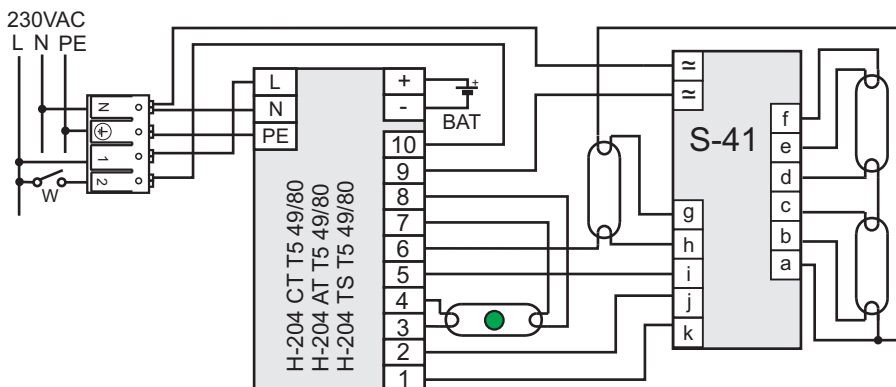 230VAC
L N PE
N
1
2
W
L
N
PE
+
-
+
BAT
10
9
8
7
6
5
4
3
2
1
H-204 CT T5 49/80
H-204 AT T5 49/80
H-204 TS T5 49/80
≃
≃
S-41
f
e
d
c
b
a
g
h
i
j
k